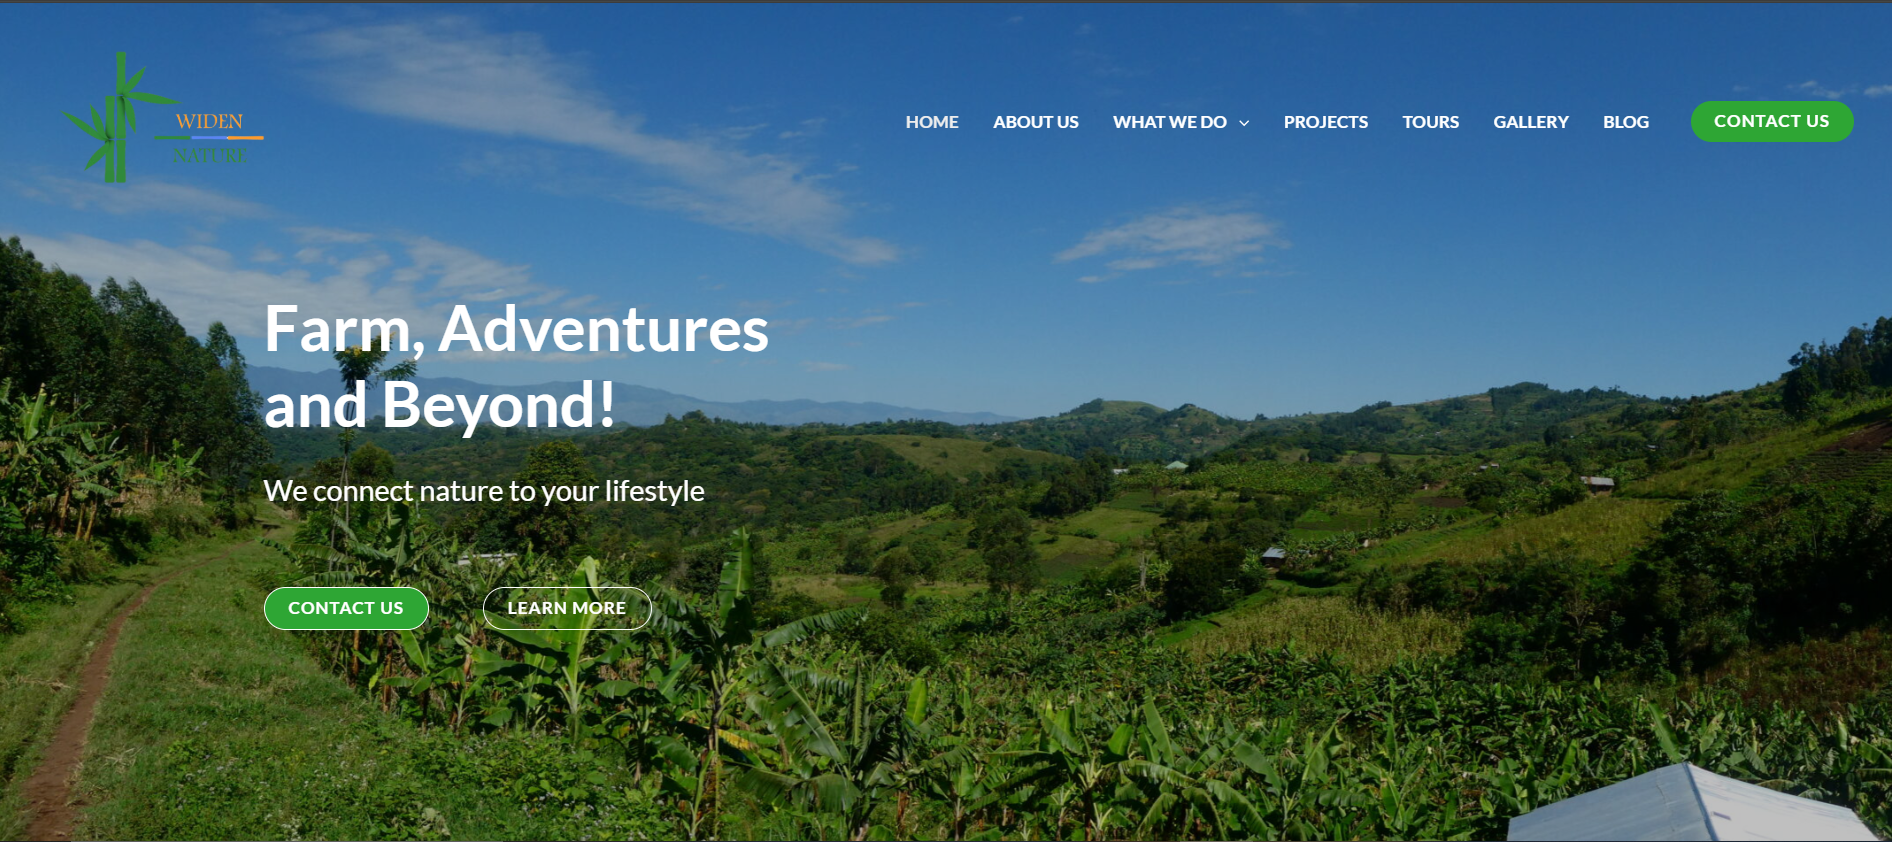 WIDEN
NATURE
HOME ABOUT US WHAT WE DO PROJECTS TOURS GALLERY BLOG CONTACT US
Farm, Adventures
and Beyond!
We connect nature to your lifestyle
CONTACT US LEARN MORE